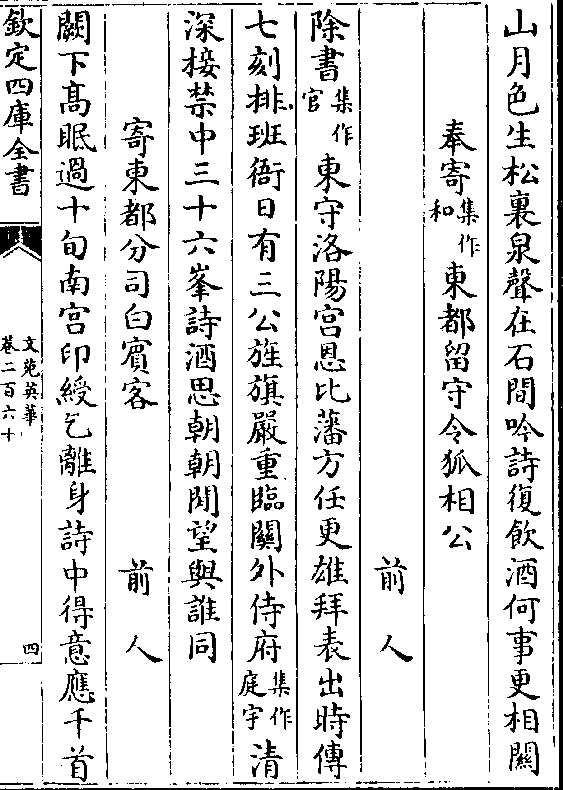 山月色生松裏泉聲在石間吟詩復飲酒何事更相關
奉寄集作和東都留守令狐相公
前人
除書集作官東守洛陽宮恩比藩方任更雄拜表出時傳
七刻排班衙日有三公旌旗嚴重臨關外侍府集作庭宇清
深接禁中三十六峯詩酒思朝朝閒望與誰同
寄東都分司白賓客
前人
闕下高眠過十旬南宮印綬乞離身詩中得意應千首
欽定四庫全書
文苑英華
卷二百六十
四